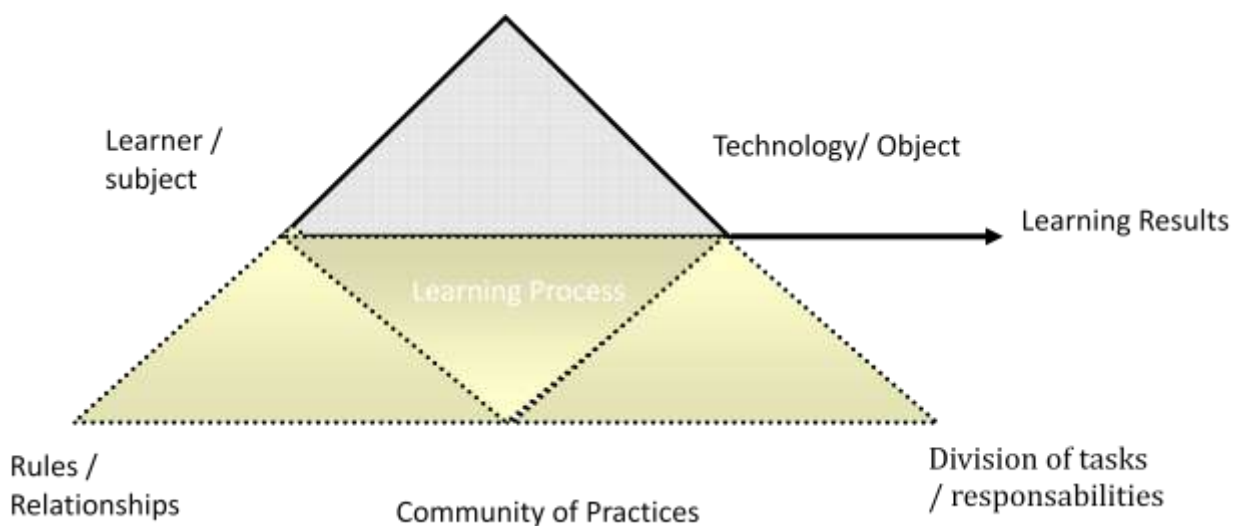 Learner /
subject
Technology/ Object
Learning Results
Learning Process
Rules /
Relationships
Community of Practices
Division of tasks
/ responsabilities